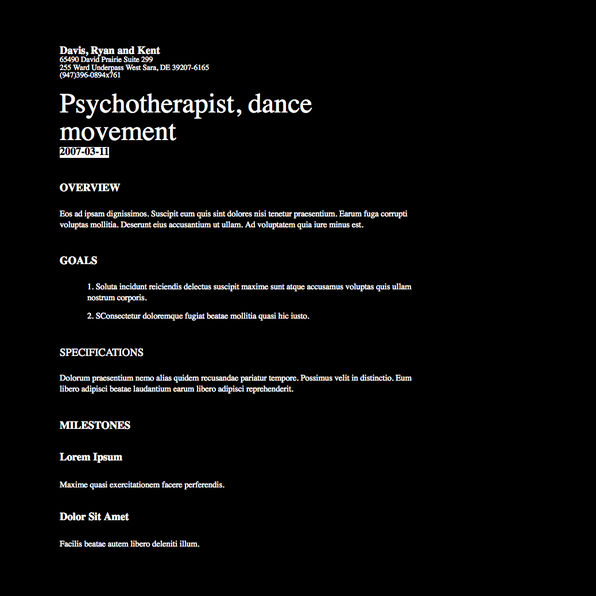 Davis, Ryan and Kent
65490 David Prairie Suite 299
255 Ward Underpass West Sara, DE 39207-6165
(947)396-0894x761
Psychotherapist, dance
movement
2007-03-11
OVERVIEW
Eos ad ipsam dignissimos. Suscipit eum quis sint dolores nisi tenetur praesentium. Earum fuga corrupti
voluptas mollitia. Deserunt eius accusantium ut ullam. Ad voluptatem quia iure minus est.
GOALS
1. Soluta incidunt reiciendis delectus suscipit maxime sunt atque accusamus voluptas quis ullam
nostrum corporis.
2. SConsectetur doloremque fugiat beatae mollitia quasi hic iusto.
SPECIFICATIONS
Dolorum praesentium nemo alias quidem recusandae pariatur tempore. Possimus velit in distinctio. Eum
libero adipisci beatae laudantium earum libero adipisci reprehenderit.
MILESTONES
Lorem Ipsum
Maxime quasi exercitationem facere perferendis.
Dolor Sit Amet
Facilis beatae autem libero deleniti illum.